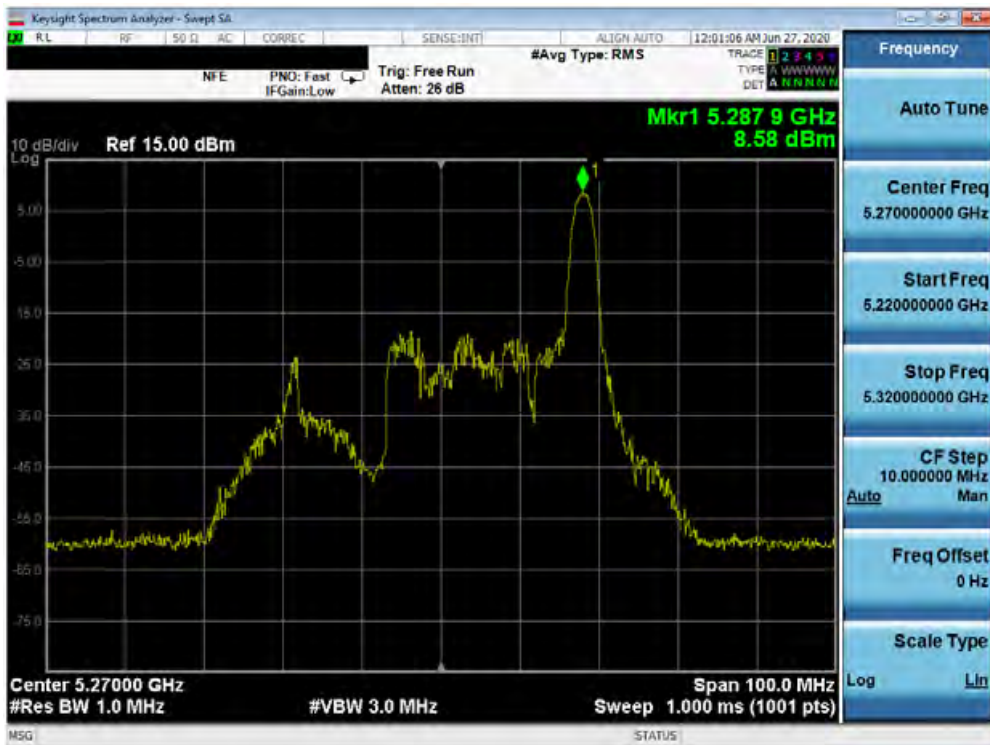 Keysight Spectrum Analyzer - Swept SA
LXI RL RF 50 Ω AC CORREC SENSE:INT ALIGN AUTO 12:01:06 AM Jun 27, 2020
#Avg Type: RMS
TRACE 1 2 3 4 5 6
TYPE A WWWWW
DET A N N N N N
NFE
PNO: Fast
IFGain:Low
Trig: Free Run
Atten: 26 dB
Mkr1 5.287 9 GHz
8.58 dBm
10 dB/div Ref 15.00 dBm
Log
1
5.00
-5.00
-15.0
-25.0
-35.0
-45.0
-55.0
-65.0
-75.0
Center 5.27000 GHz
Span 100.0 MHz
#Res BW 1.0 MHz
#VBW 3.0 MHz
Sweep 1.000 ms (1001 pts)
MSG
STATUS
Frequency
Auto Tune
Center Freq
5.270000000 GHz
Start Freq
5.220000000 GHz
Stop Freq
5.320000000 GHz
CF Step
10.000000 MHz
Auto Man
Freq Offset
0 Hz
Scale Type
Log Lin